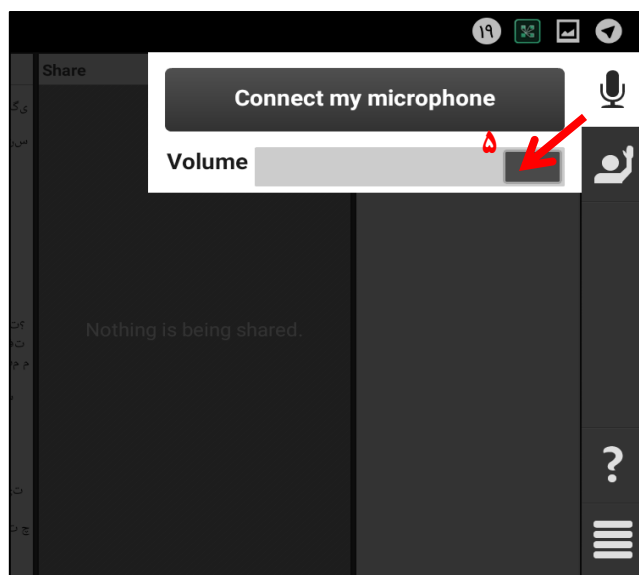 ۱۹
Share
Connect my microphone
۵
Volume
Nothing is being shared.
?